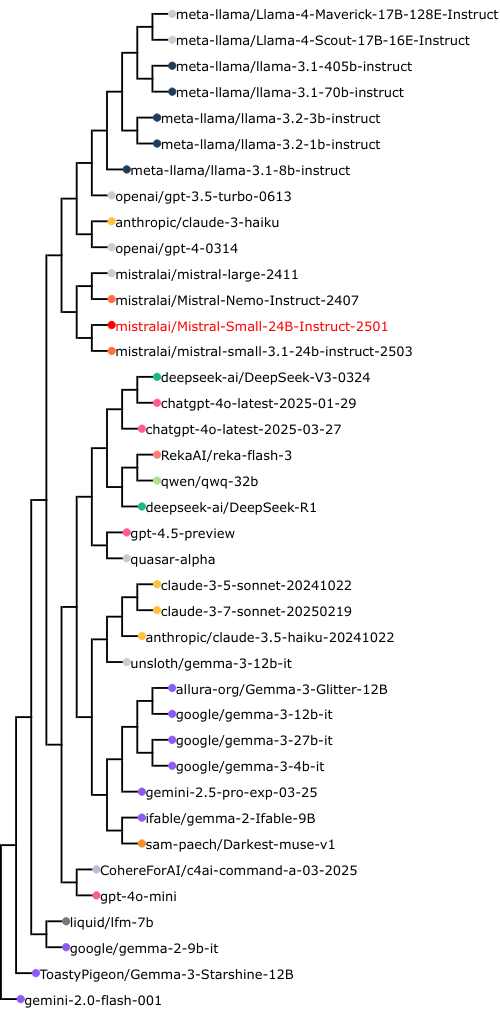 meta-llama/Llama-4-Maverick-17B-128E-Instruct
meta-llama/Llama-4-Scout-17B-16E-Instruct
meta-llama/llama-3.1-405b-instruct
meta-llama/llama-3.1-70b-instruct
meta-llama/llama-3.2-3b-instruct
meta-llama/llama-3.2-1b-instruct
meta-llama/llama-3.1-8b-instruct
openai/gpt-3.5-turbo-0613
anthropic/claude-3-haiku
openai/gpt-4-0314
mistralai/mistral-large-2411
mistralai/Mistral-Nemo-Instruct-2407
mistralai/Mistral-Small-24B-Instruct-2501
mistralai/mistral-small-3.1-24b-instruct-2503
deepseek-ai/DeepSeek-V3-0324
chatgpt-4o-latest-2025-01-29
chatgpt-4o-latest-2025-03-27
RekaAI/reka-flash-3
qwen/qwq-32b
deepseek-ai/DeepSeek-R1
gpt-4.5-preview
quasar-alpha
claude-3-5-sonnet-20241022
claude-3-7-sonnet-20250219
anthropic/claude-3.5-haiku-20241022
unsloth/gemma-3-12b-it
allura-org/Gemma-3-Glitter-12B
google/gemma-3-12b-it
google/gemma-3-27b-it
google/gemma-3-4b-it
gemini-2.5-pro-exp-03-25
ifable/gemma-2-Ifable-9B
sam-paech/Darkest-muse-v1
CohereForAI/c4ai-command-a-03-2025
gpt-4o-mini
liquid/lfm-7b
google/gemma-2-9b-it
ToastyPigeon/Gemma-3-Starshine-12B
gemini-2.0-flash-001